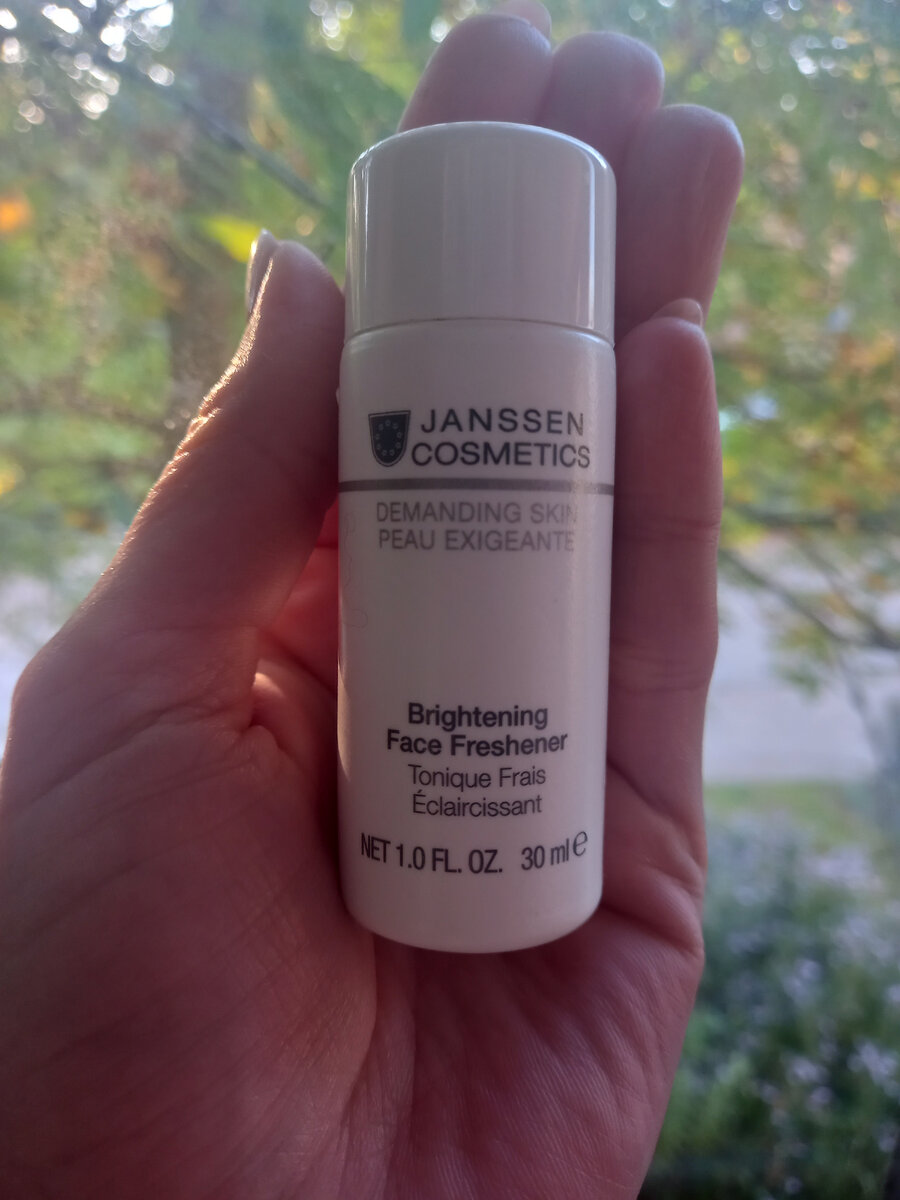 JANSSEN
COSMETICS
DEMANDING SKIN
PEAU EXIGEANTE
Brightening
Face Freshener
Tonique Frais
Éclaircissant
NET 1.0 FL. OZ. 30 ml ℮